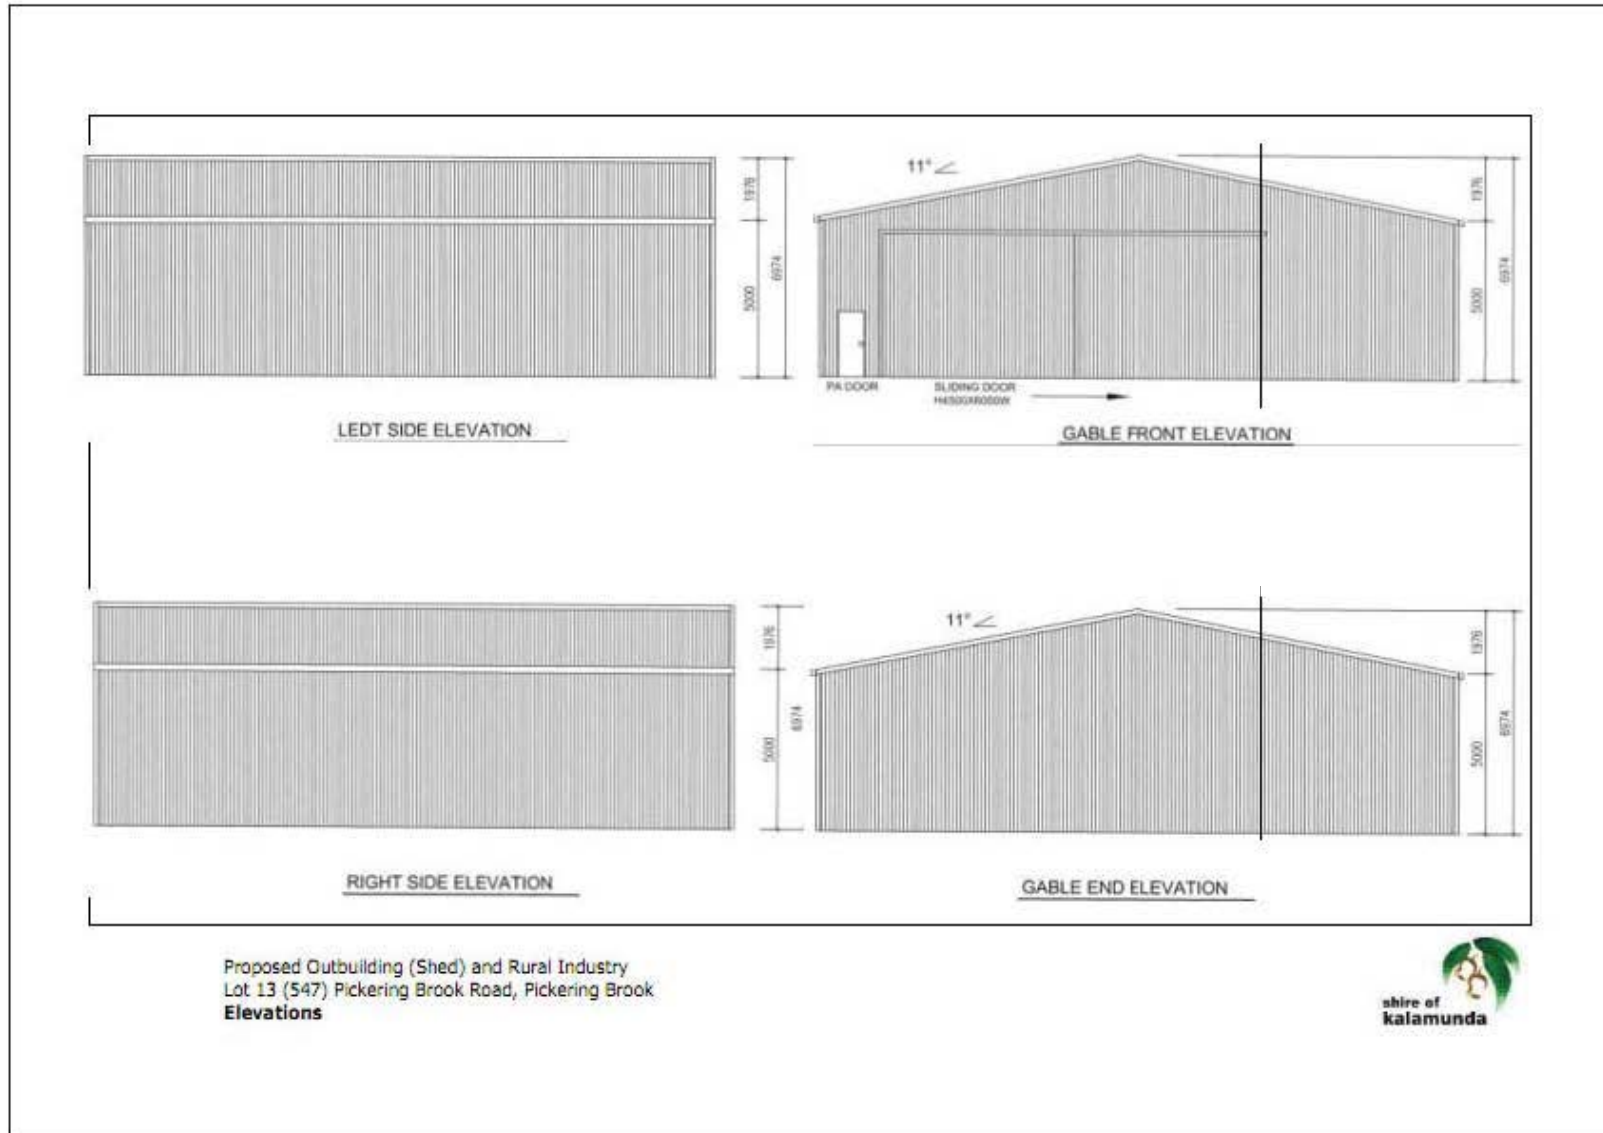 11°
1976
5000
6974
1976
5000
6974
PA DOOR
SLIDING DOOR
H4500X6000W
LEDT SIDE ELEVATION
GABLE FRONT ELEVATION
11°
1976
5000
6974
1976
5000
6974
RIGHT SIDE ELEVATION
GABLE END ELEVATION
Proposed Outbuilding (Shed) and Rural Industry
Lot 13 (547) Pickering Brook Road, Pickering Brook
Elevations
shire of
kalamunda